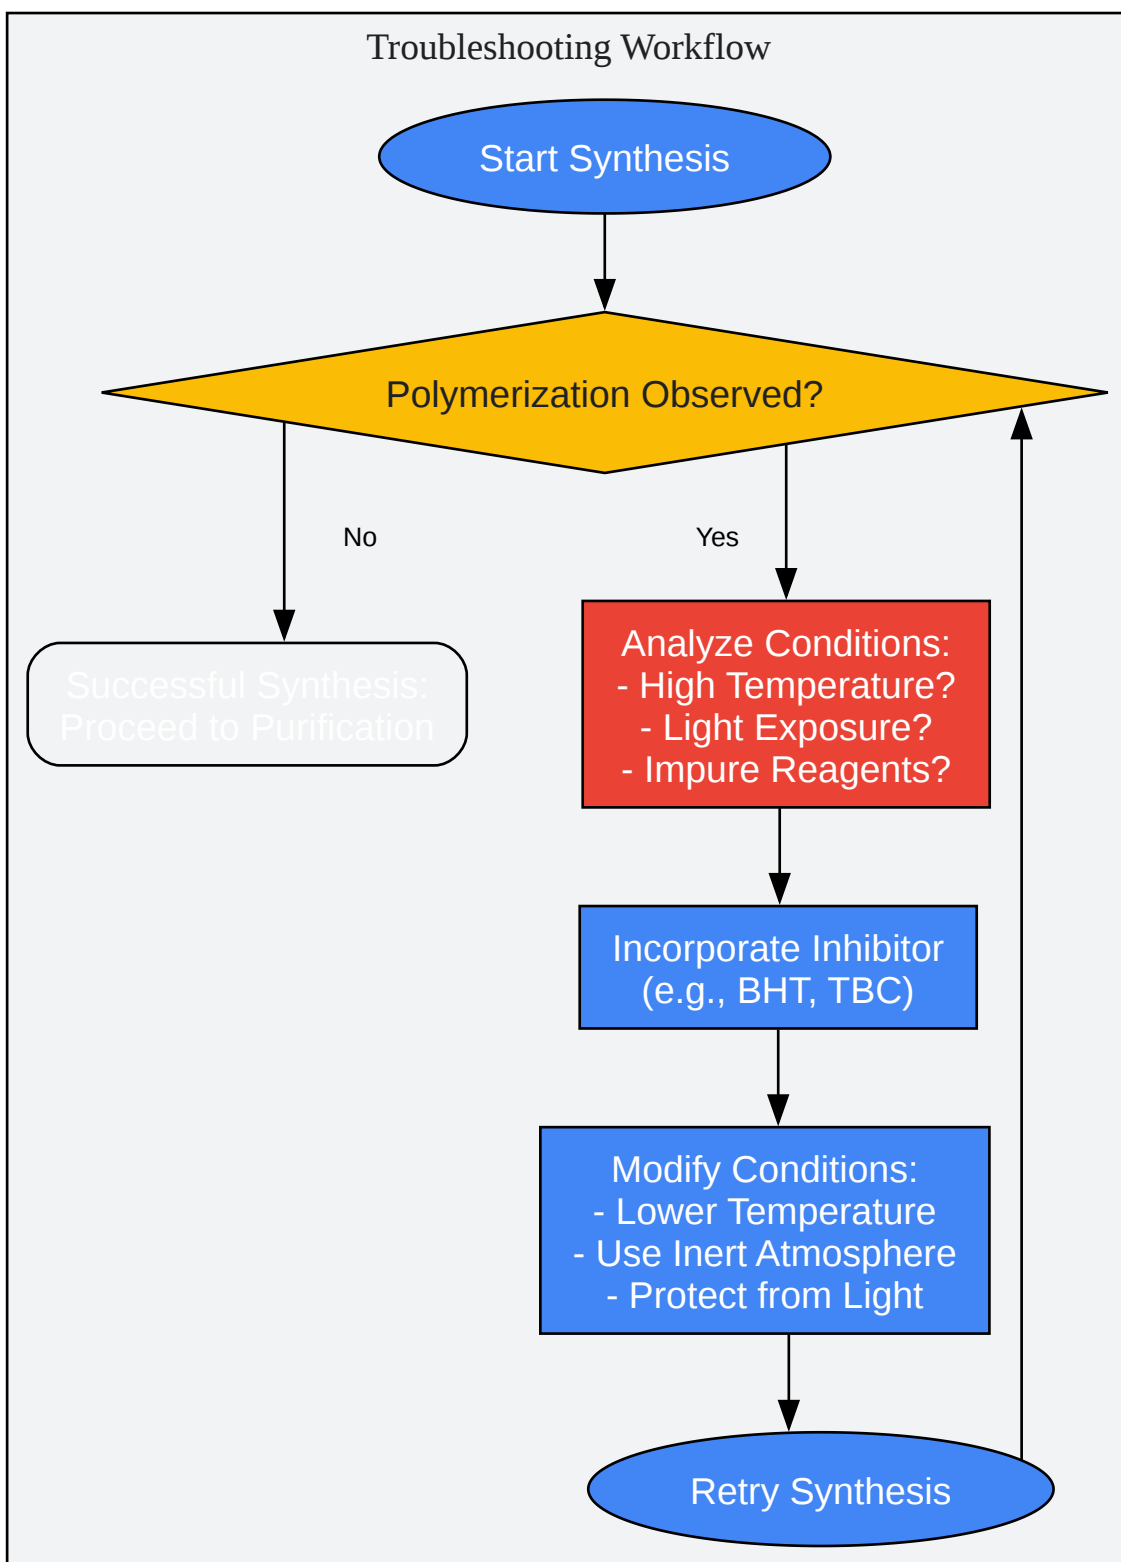 Troubleshooting Workflow
Start Synthesis
Polymerization Observed?
No
Yes
Successful Synthesis:
Proceed to Purification
Analyze Conditions:
- High Temperature?
- Light Exposure?
- Impure Reagents?
Incorporate Inhibitor
(e.g., BHT, TBC)
Modify Conditions:
- Lower Temperature
- Use Inert Atmosphere
- Protect from Light
Retry Synthesis